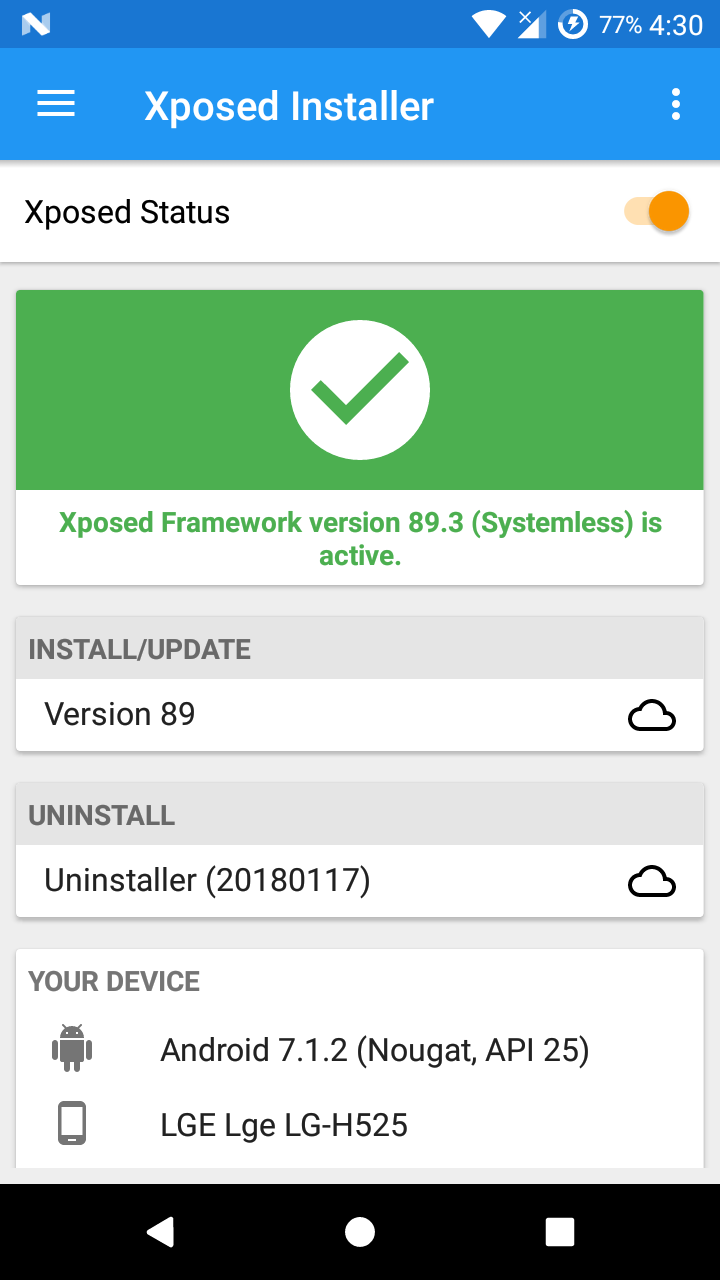 77% 4:30
Xposed Installer
Xposed Status
Xposed Framework version 89.3 (Systemless) is
active.
INSTALL/UPDATE
Version 89
UNINSTALL
Uninstaller (20180117)
YOUR DEVICE
Android 7.1.2 (Nougat, API 25)
LGE Lge LG-H525